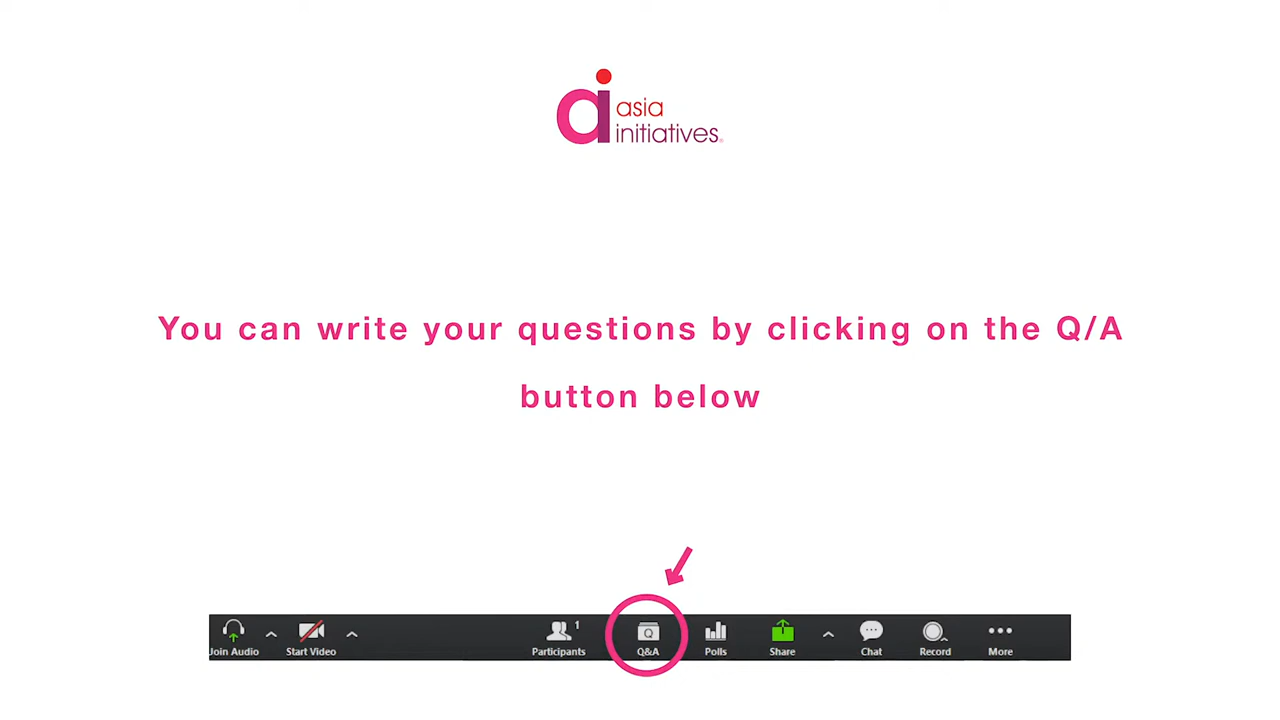 asia
initiatives
You can write your questions by clicking on the Q/A
button below
1
Q
Join Audio Start Video Participants Q&A Polls Share Chat Record More